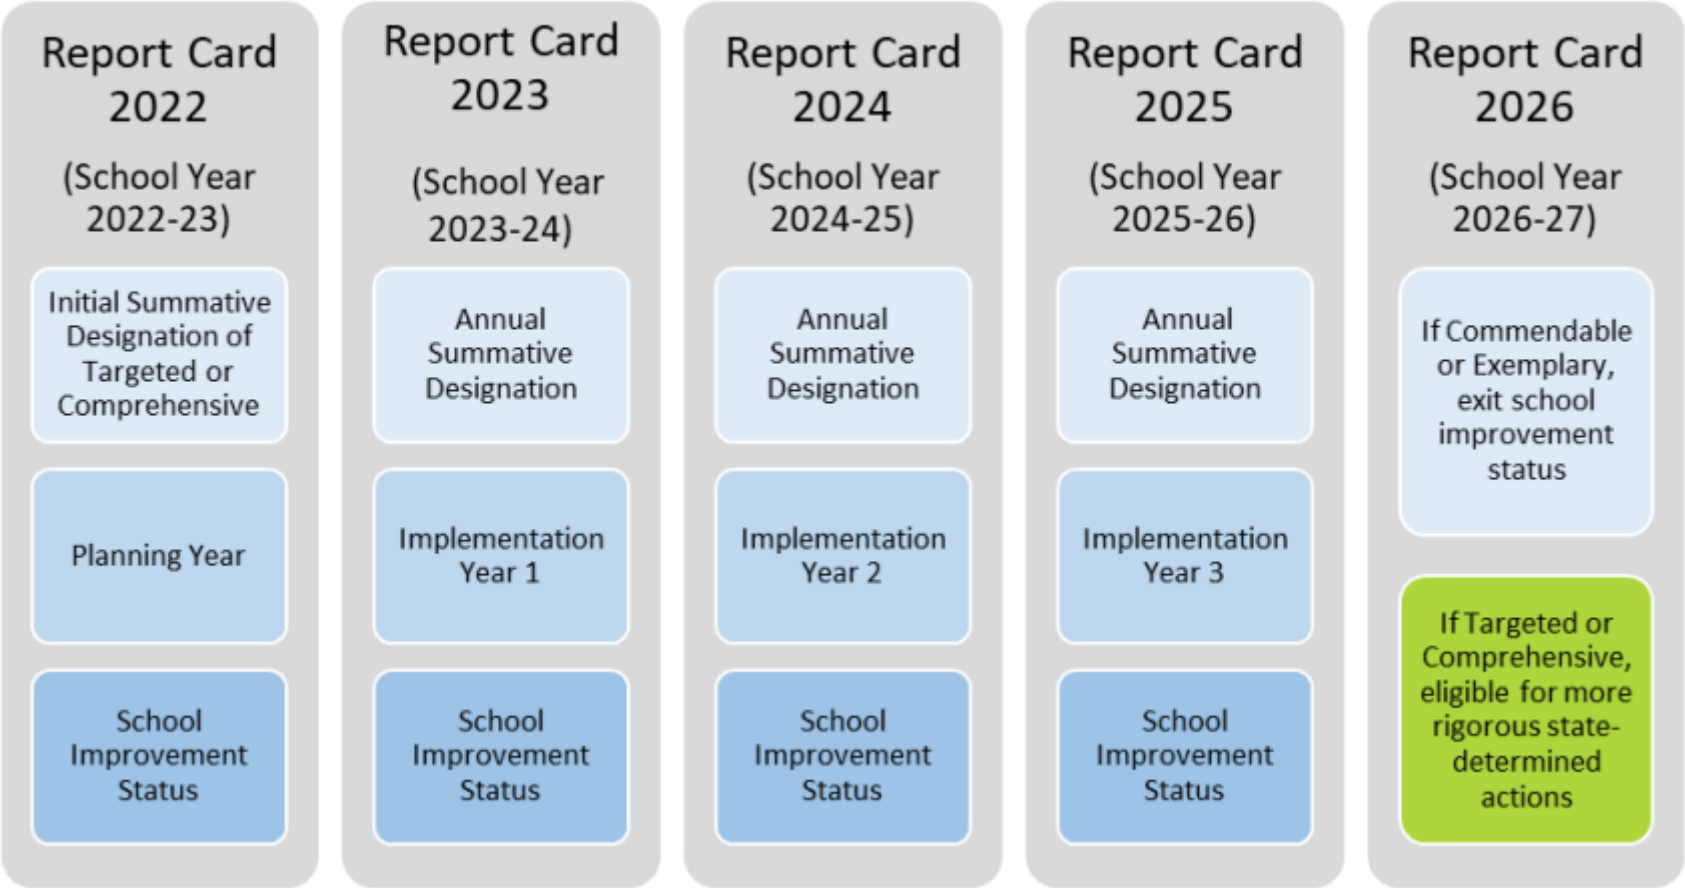 Report Card
2022
(School Year
2022-23)
Initial Summative
Designation of
Targeted or
Comprehensive
Planning Year
School
Improvement
Status
Report Card
2023
(School Year
2023-24)
Annual
Summative
Designation
Implementation
Year 1
School
Improvement
Status
Report Card
2024
(School Year
2024-25)
Annual
Summative
Designation
Implementation
Year 2
School
Improvement
Status
Report Card
2025
(School Year
2025-26)
Annual
Summative
Designation
Implementation
Year 3
School
Improvement
Status
Report Card
2026
(School Year
2026-27)
If Commendable
or Exemplary,
exit school
improvement
status
If Targeted or
Comprehensive,
eligible for more
rigorous state-
determined
actions